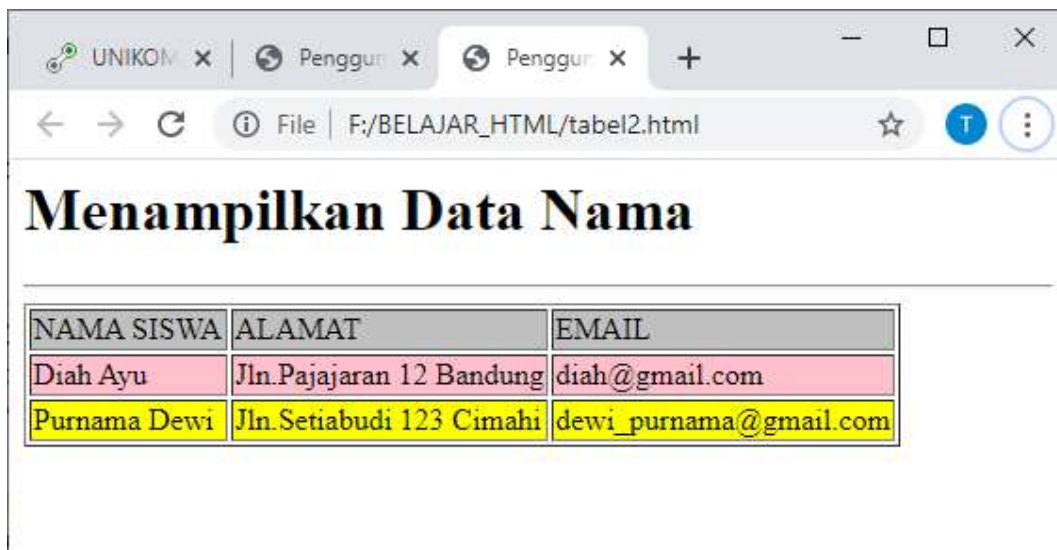 UNIKOM Penggun Penggun
File F:/BELAJAR_HTML/tabel2.html T
Menampilkan Data Nama
NAMA SISWA ALAMAT EMAIL
Diah Ayu Jln.Pajajaran 12 Bandung diah@gmail.com
Purnama Dewi Jln.Setiabudi 123 Cimahi dewi_purnama@gmail.com